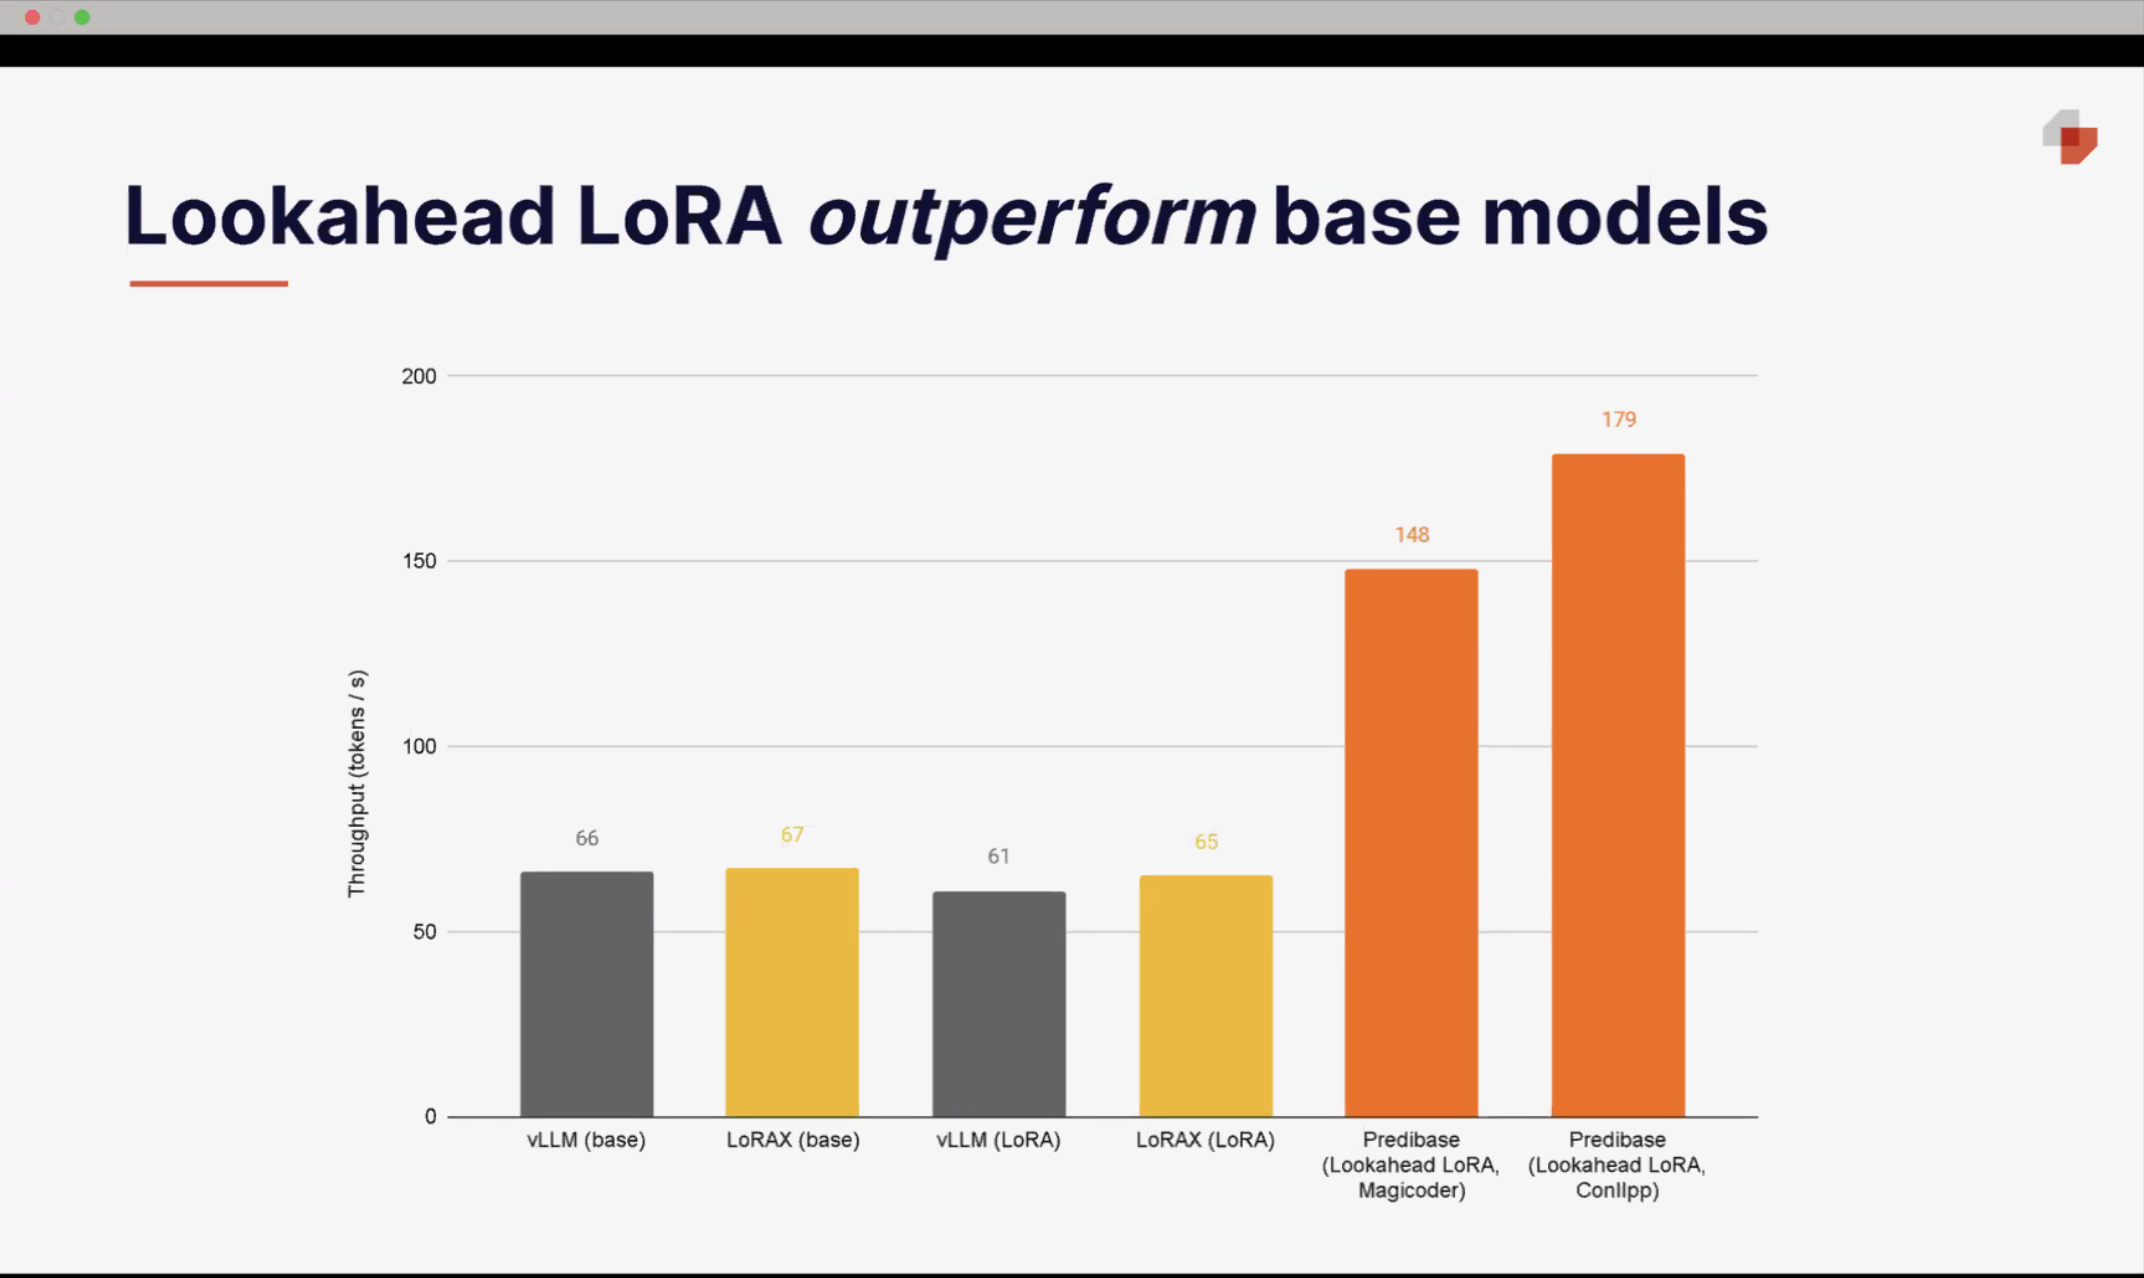 Lookahead LoRA outperform base models
200
179
150
148
100
Throughput (tokens / s)
66
67
61
65
50
0
vLLM (base)
LoRAX (base)
vLLM (LoRA)
LoRAX (LoRA)
Predibase
(Lookahead LoRA,
Magicoder)
Predibase
(Lookahead LoRA,
Conllpp)